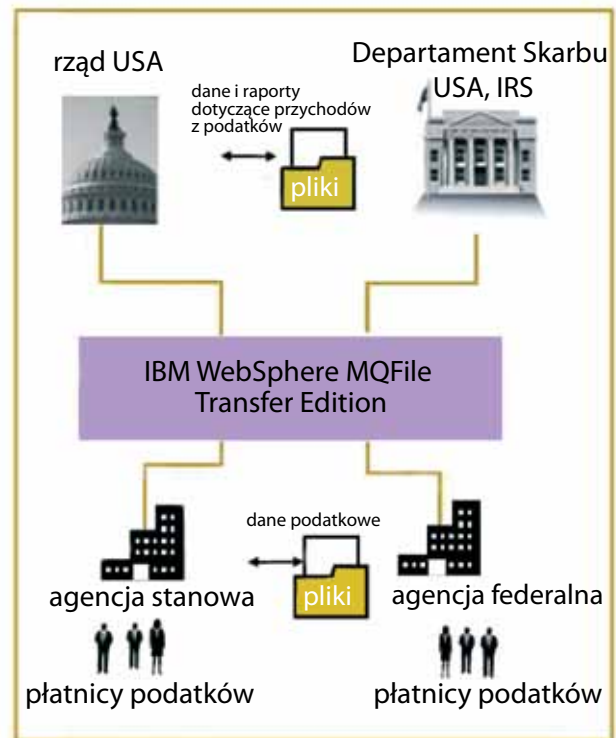 rząd USA
Departament Skarbu
USA, IRS
dane i raporty
dotyczące przychodów
z podatków
pliki
IBM WebSphere MQFile
Transfer Edition
dane podatkowe
pliki
agencja stanowa
agencja federalna
płatnicy podatków
płatnicy podatków